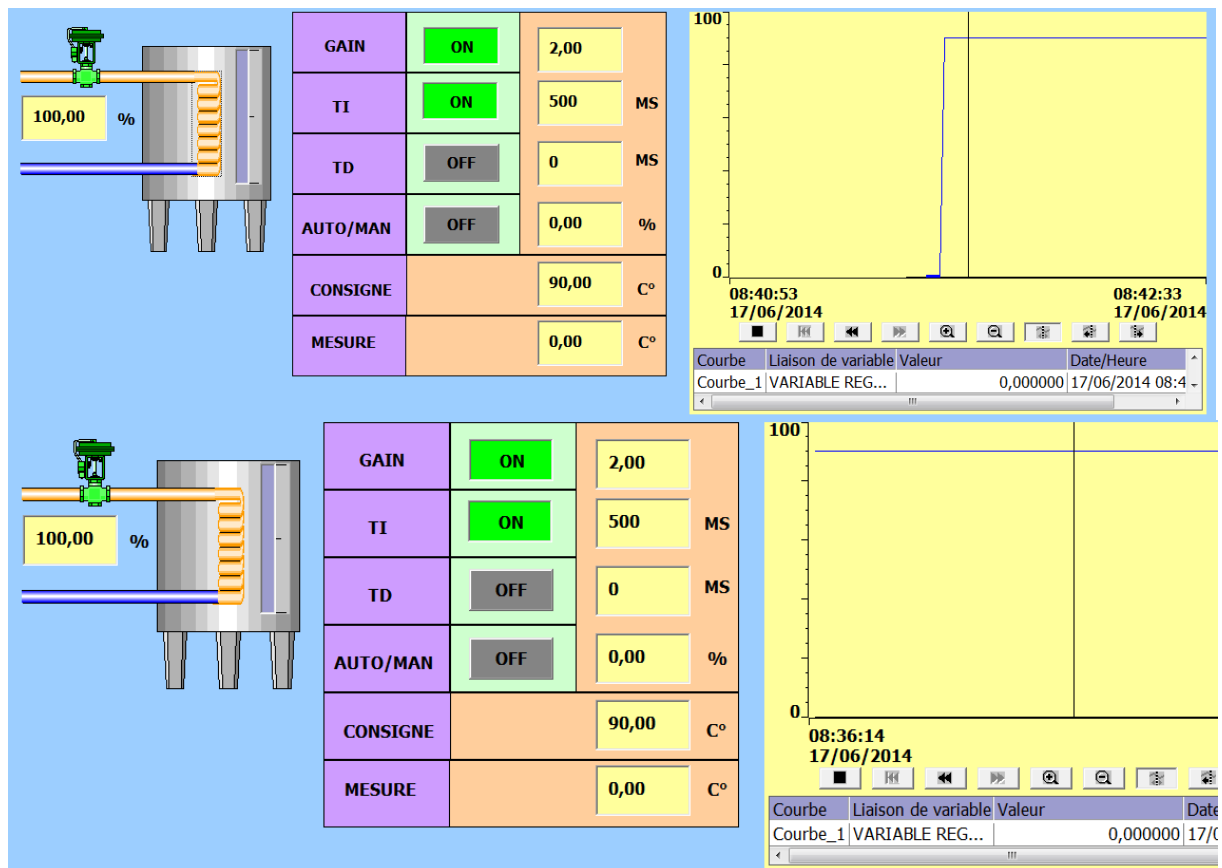 GAIN ON 2,00
100,00 %
TI ON 500 MS
TD OFF 0 MS
AUTO/MAN OFF 0,00 %
CONSIGNE 90,00 C°
MESURE 0,00 C°
100
0
08:40:53 08:42:33
17/06/2014 17/06/2014
Courbe Liaison de variable Valeur Date/Heure
Courbe_1 VARIABLE REG... 0,000000 17/06/2014 08:4
GAIN ON 2,00
100,00 %
TI ON 500 MS
TD OFF 0 MS
AUTO/MAN OFF 0,00 %
CONSIGNE 90,00 C°
MESURE 0,00 C°
100
0
08:36:14
17/06/2014
Courbe Liaison de variable Valeur Date
Courbe_1 VARIABLE REG... 0,000000 17/0